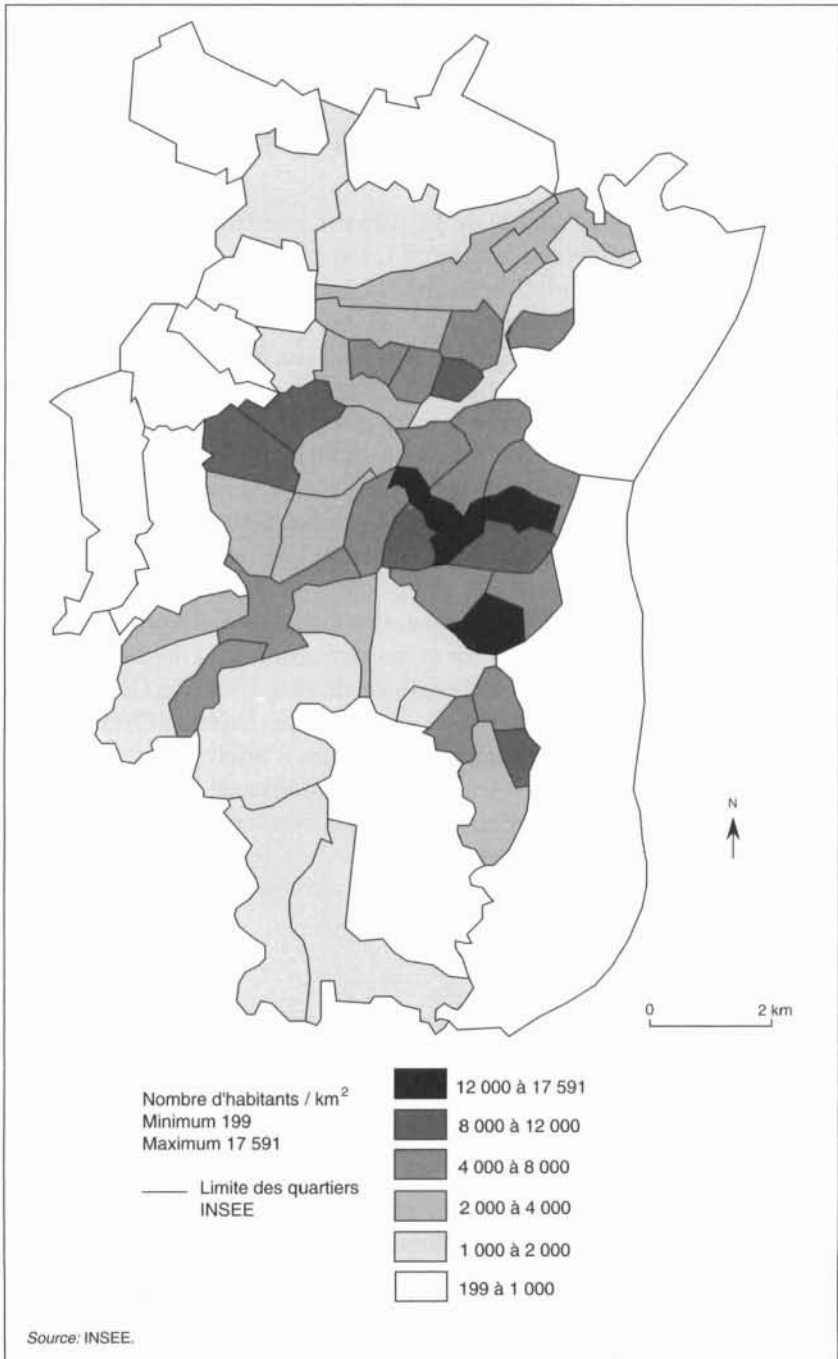 N
0 2 km
Nombre d'habitants / km²
Minimum 199
Maximum 17 591
Limite des quartiers
INSEE
12 000 à 17 591
8 000 à 12 000
4 000 à 8 000
2 000 à 4 000
1 000 à 2 000
199 à 1 000
Source: INSEE.